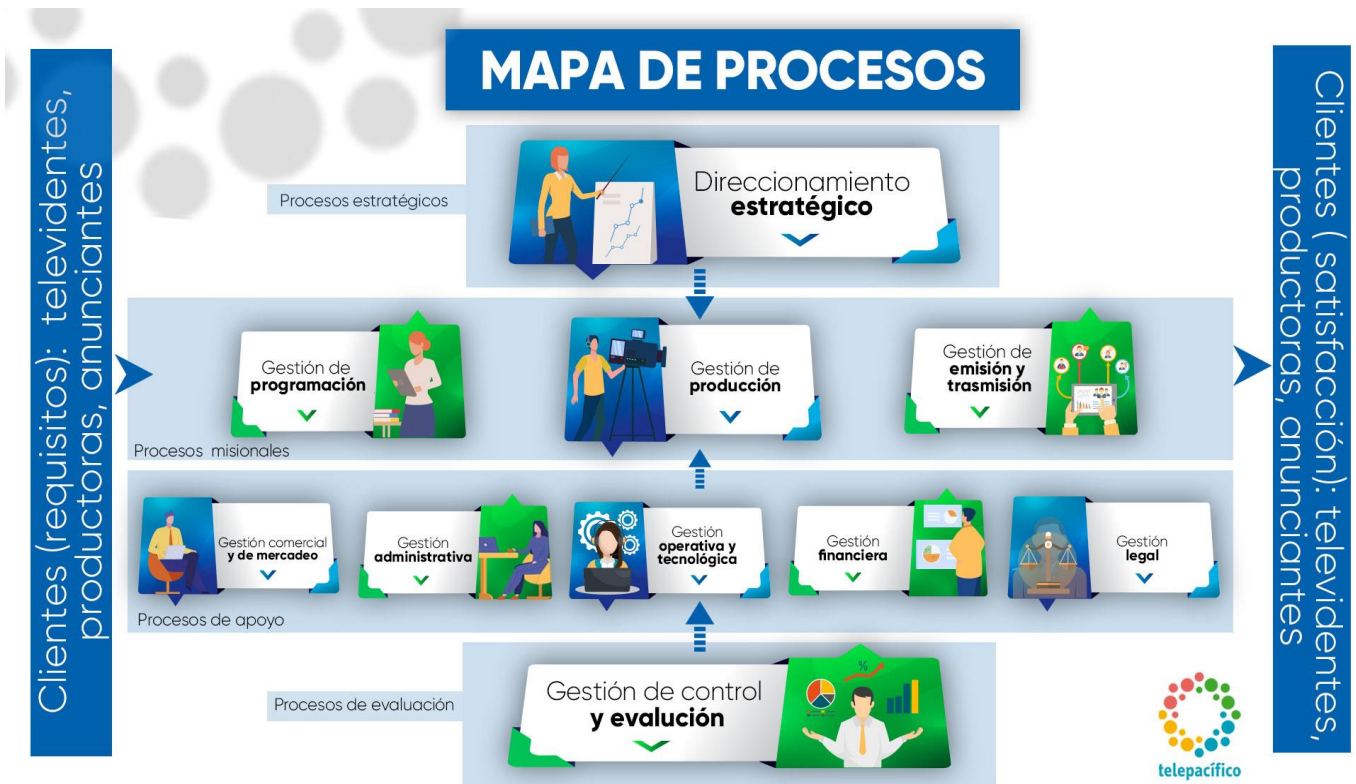 MAPA DE PROCESOS
Clientes (requisitos): televidentes,
productoras, anunciantes
Procesos estratégicos
Direccionamiento
estratégico
Gestión de
programación
Gestión de
producción
Gestión de
emisión y
trasmisión
Procesos misionales
Gestión comercial
y de mercadeo
Gestión
administrativa
Gestión
operativa y
tecnológica
Gestión
financiera
Gestión
legal
Procesos de apoyo
Procesos de evaluación
Gestión de control
y evalución
%
Clientes ( satisfacción): televidentes,
productoras, anunciantes
telepacífico